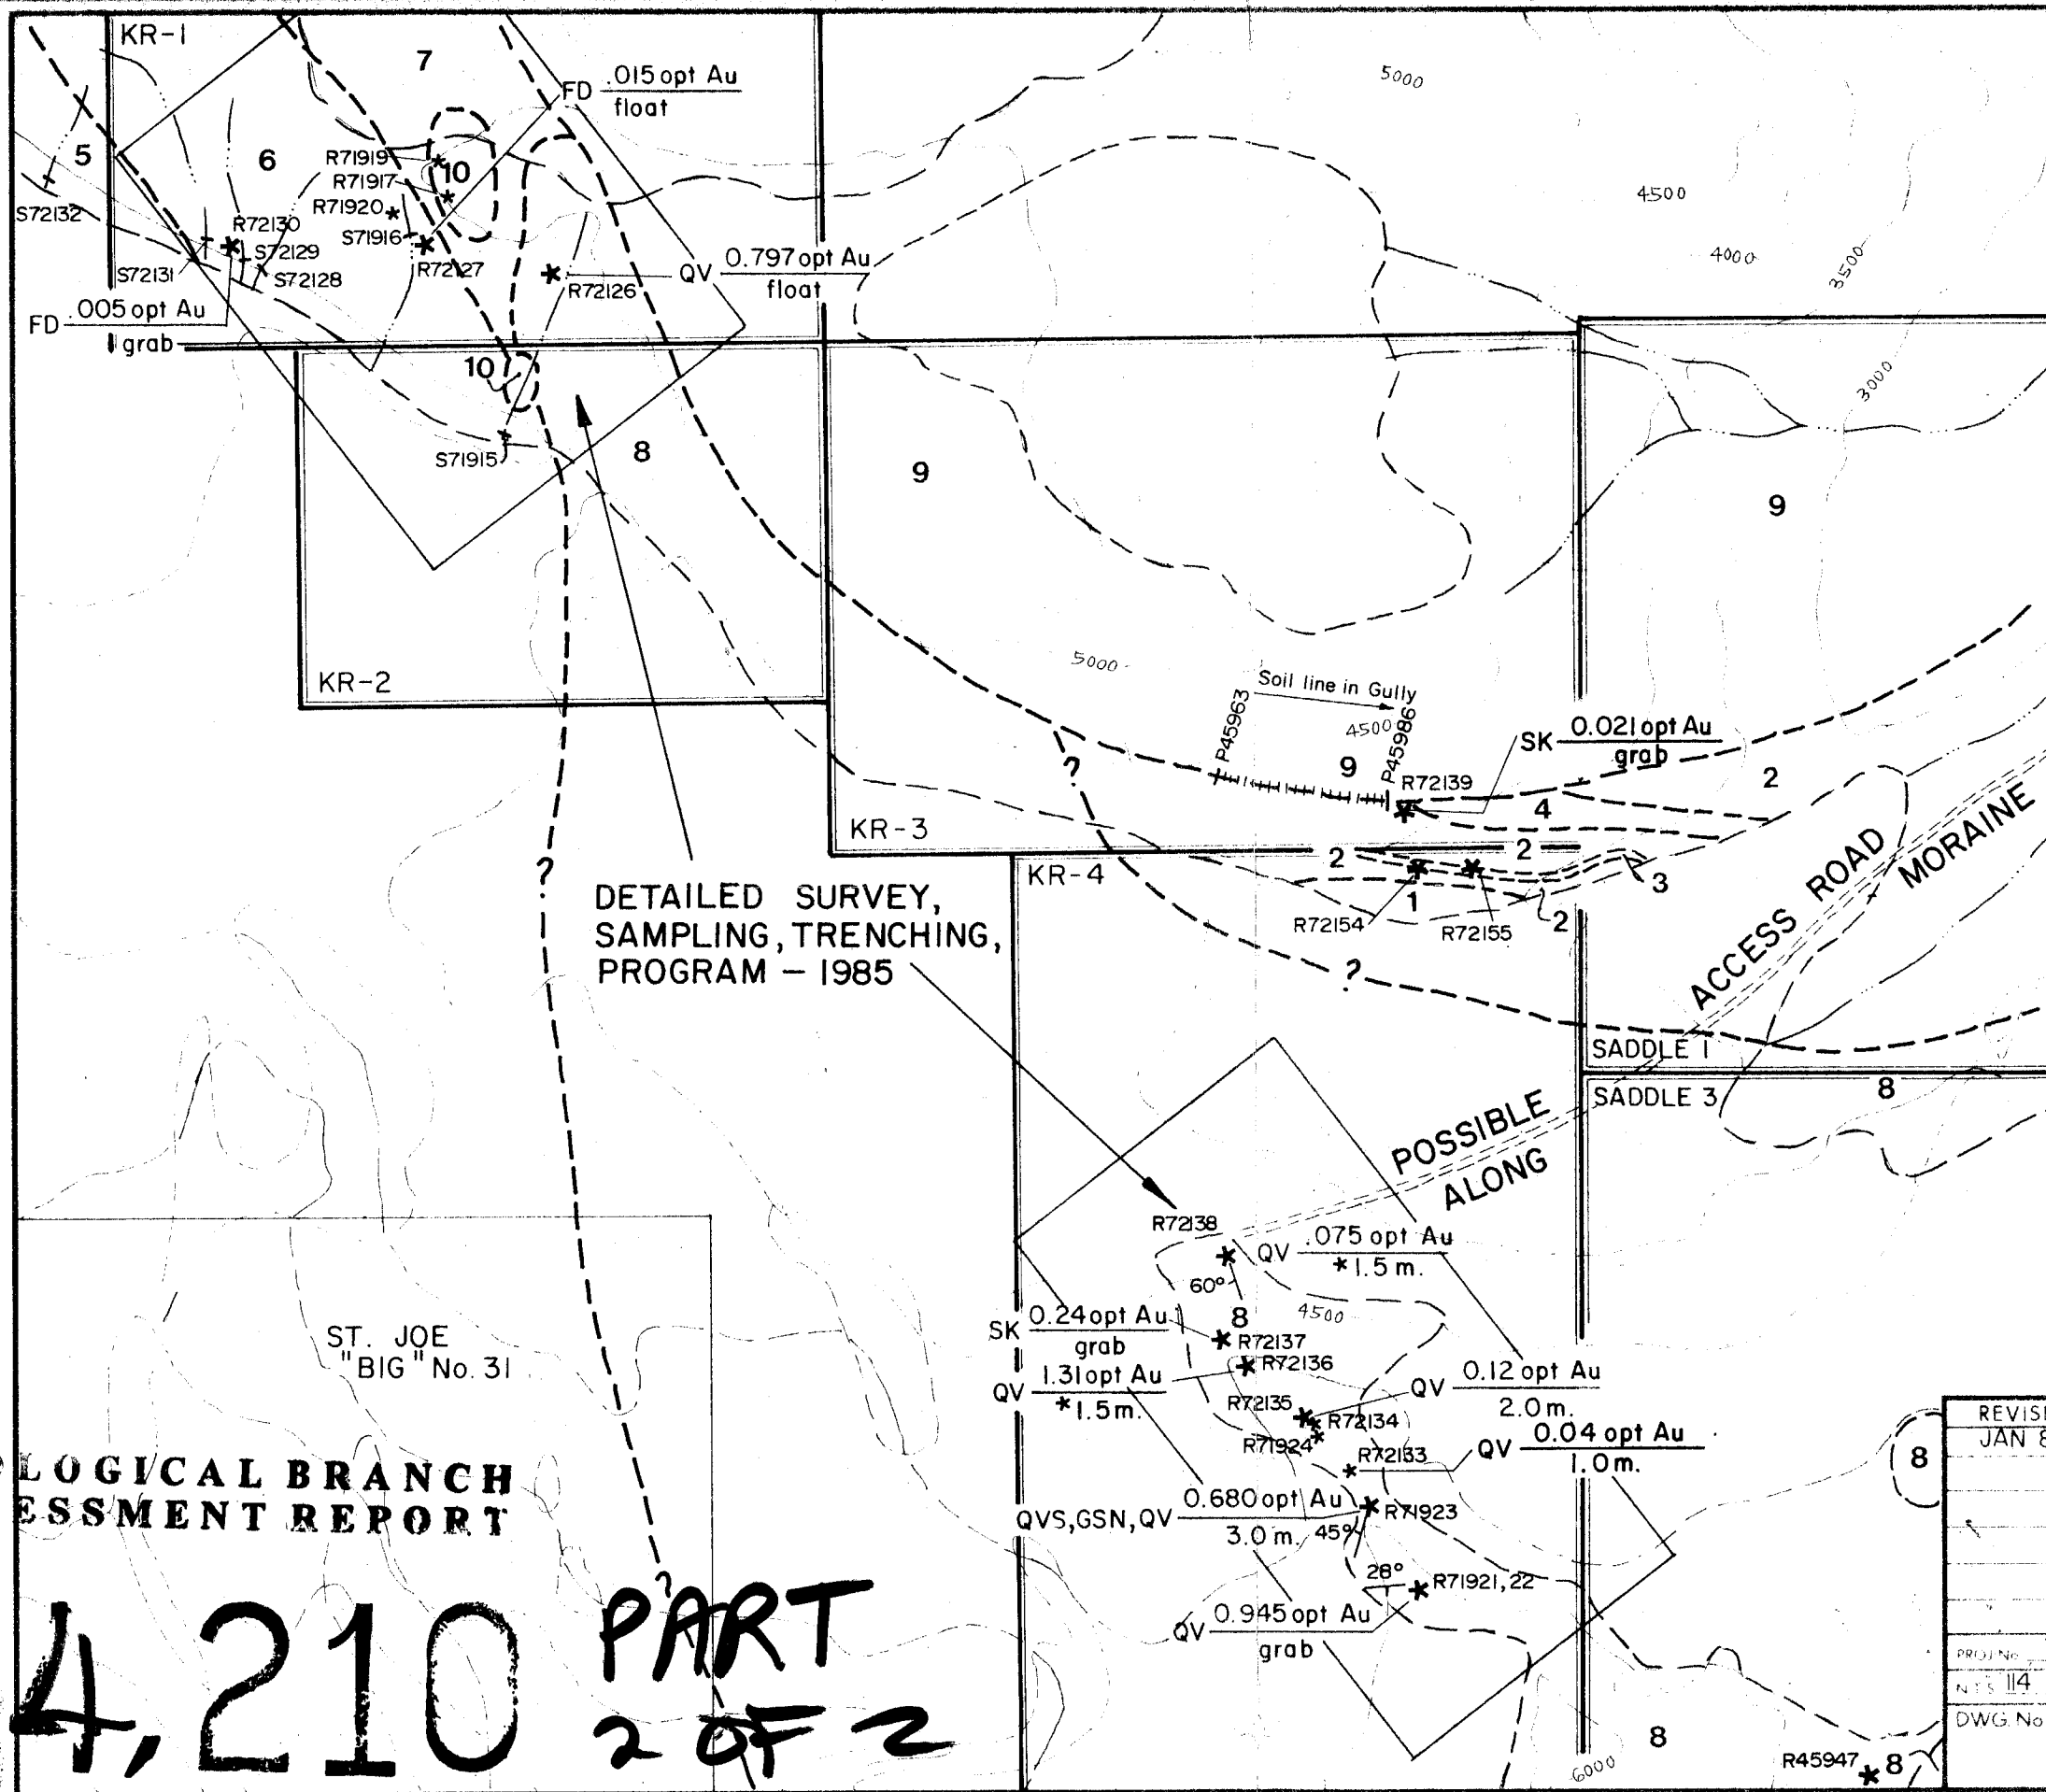 KR-1
7
5000
FD .015 opt Au
float
5
6
R71919
10
R71917
R71920
4500
S72132
R72130
S71916
S72129
R72127
S72131
S72128
R72126
QV 0.797 opt Au
float
4000
3500
FD .005 opt Au
grab
10
3000
S71915
8
9
9
KR-2
5000
Soil line in Gully
P45963
4500
P459863
SK 0.021 opt Au
grab
?
9
R72139
2
4
KR-3
?
2
2
KR-4
3
1
2
R72154
R72155
DETAILED SURVEY,
SAMPLING, TRENCHING,
PROGRAM – 1985
?
ACCESS ROAD
MORAINE
SADDLE 1
SADDLE 3
8
POSSIBLE
ALONG
R72138
QV .075 opt Au
*1.5 m.
60°
8
4500
SK 0.24 opt Au
grab
R72137
R72136
QV 1.31 opt Au
*1.5 m.
ST. JOE
"BIG" No. 31
R72135
QV 0.12 opt Au
2.0 m.
R72134
R71924
R72133
QV 0.04 opt Au
1.0 m.
8
REVISI
JAN 8
LOGICAL BRANCH
ESSMENT REPORT
QVS, GSN, QV 0.680 opt Au
3.0 m.
R71923
45°
28°
R71921, 22
?
QV 0.945 opt Au
grab
4,210 PART
2 OF 2
PROJ No
N.T.S. 114
DWG. No
8
6000
R45947
8